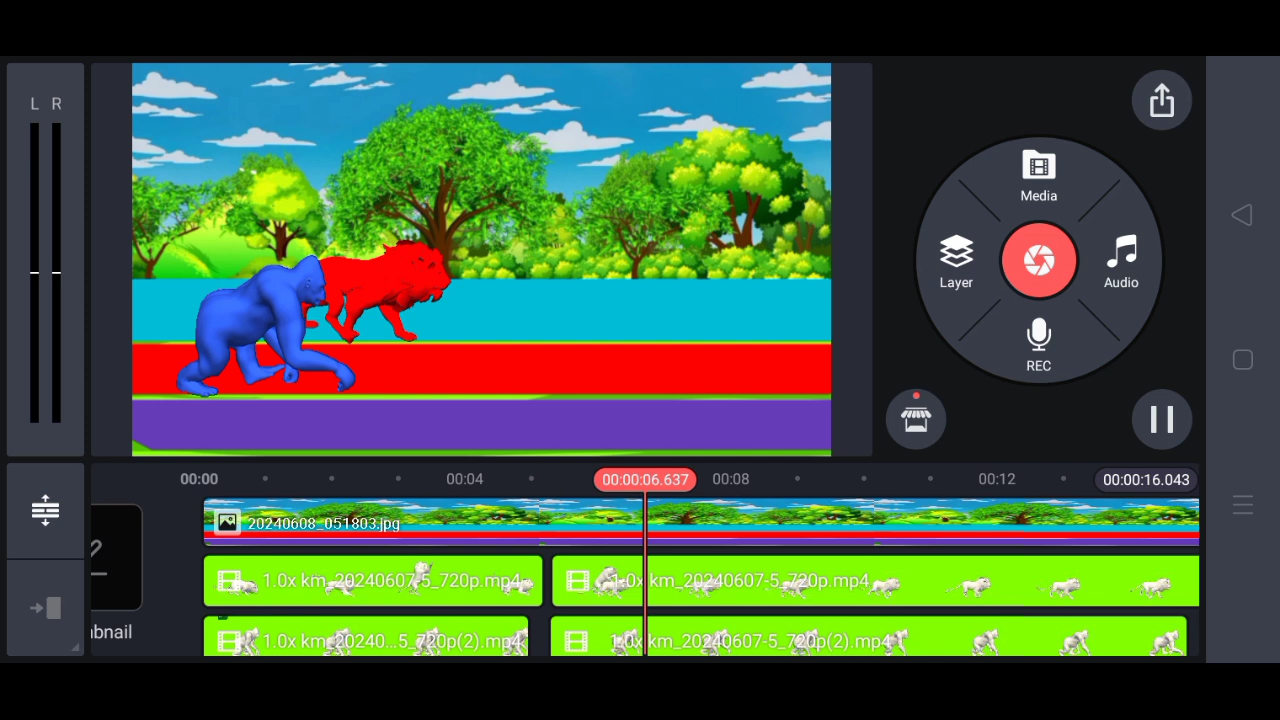 L R
Media
Layer
Audio
REC
00:00
00:04
00:00:06.637
00:08
00:12
00:00:16.043
20240608_051803.jpg
1.0x km_20240607-5_720p.mp4
1.0x km_20240607-5_720p.mp4
bnail
1.0x km_20240...5_720p(2).mp4
1.0x km_20240607-5_720p(2).mp4